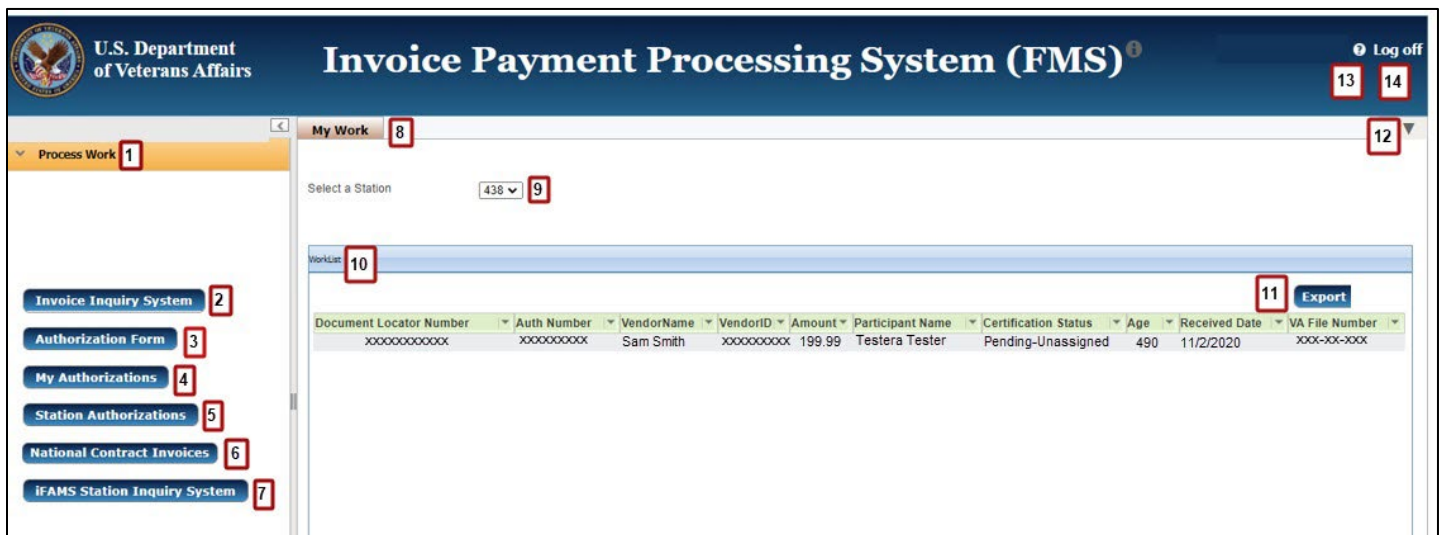 U.S. Department
of Veterans Affairs
Invoice Payment Processing System (FMS)
Log off
13 14
My Work 8
12
Process Work 1
Select a Station 438 9
WorkList 10
11 Export
Invoice Inquiry System 2
Document Locator Number Auth Number VendorName VendorID Amount Participant Name Certification Status Age Received Date VA File Number
XXXXXXXXXXX XXXXXXXXX Sam Smith XXXXXXXXX 199.99 Testera Tester Pending-Unassigned 490 11/2/2020 XXX-XX-XXX
Authorization Form 3
My Authorizations 4
Station Authorizations 5
National Contract Invoices 6
iFAMS Station Inquiry System 7